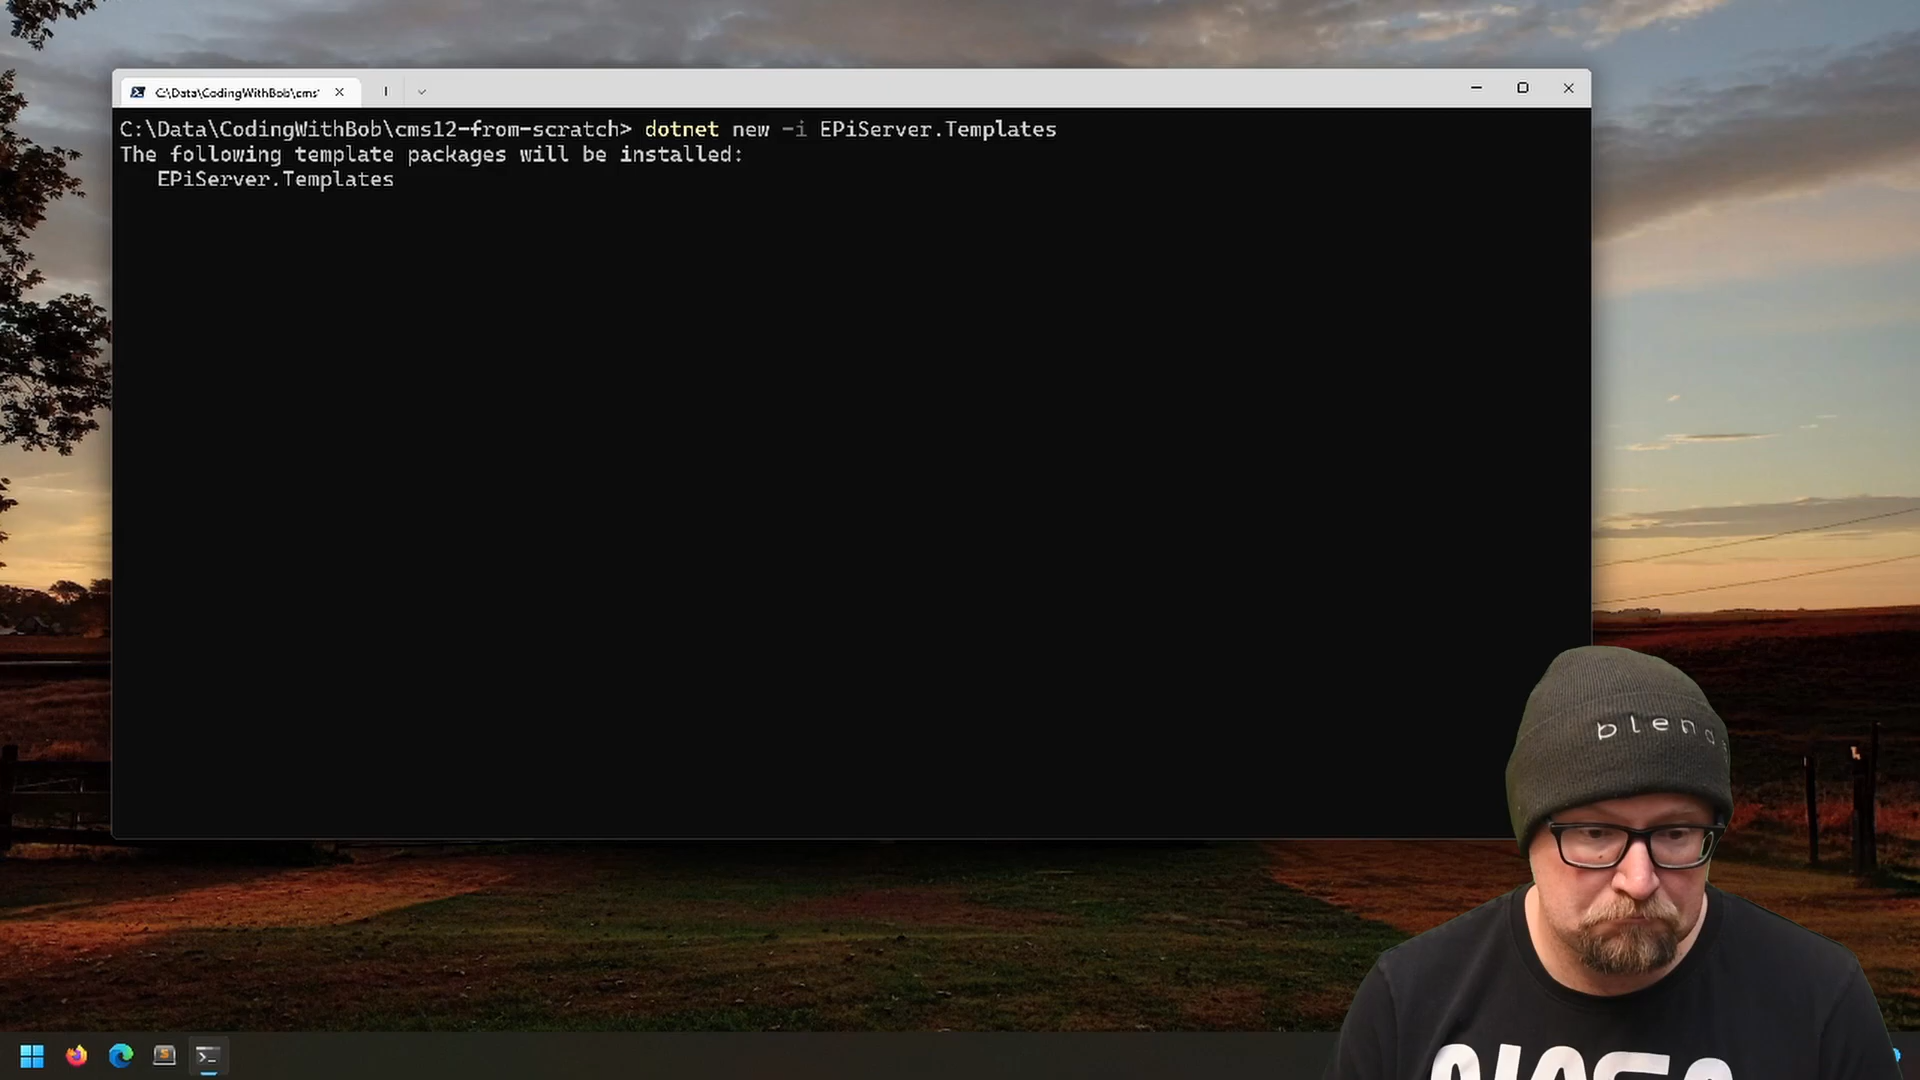 C:\Data\CodingWithBob\cms'
C:\Data\CodingWithBob\cms12-from-scratch> dotnet new -i EPiServer.Templates
The following template packages will be installed:
EPiServer.Templates
blend
NASA